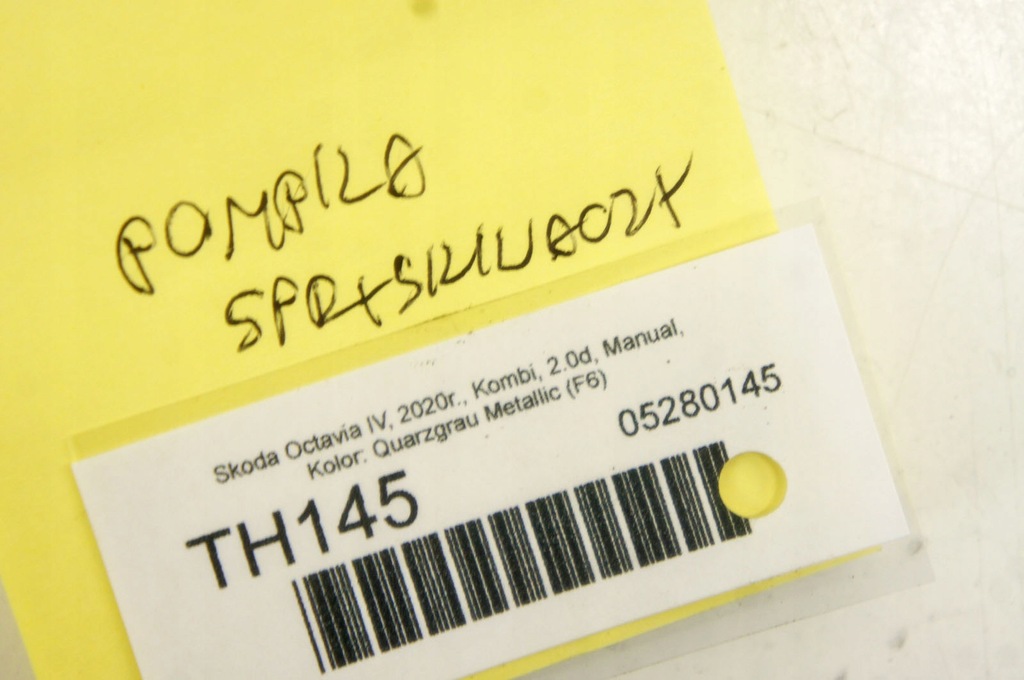 POMPKA
SPRYSKIWACZY
Skoda Octavia IV, 2020r., Kombi, 2.0d, Manual,
Kolor: Quarzgrau Metallic (F6)
05280145
TH145